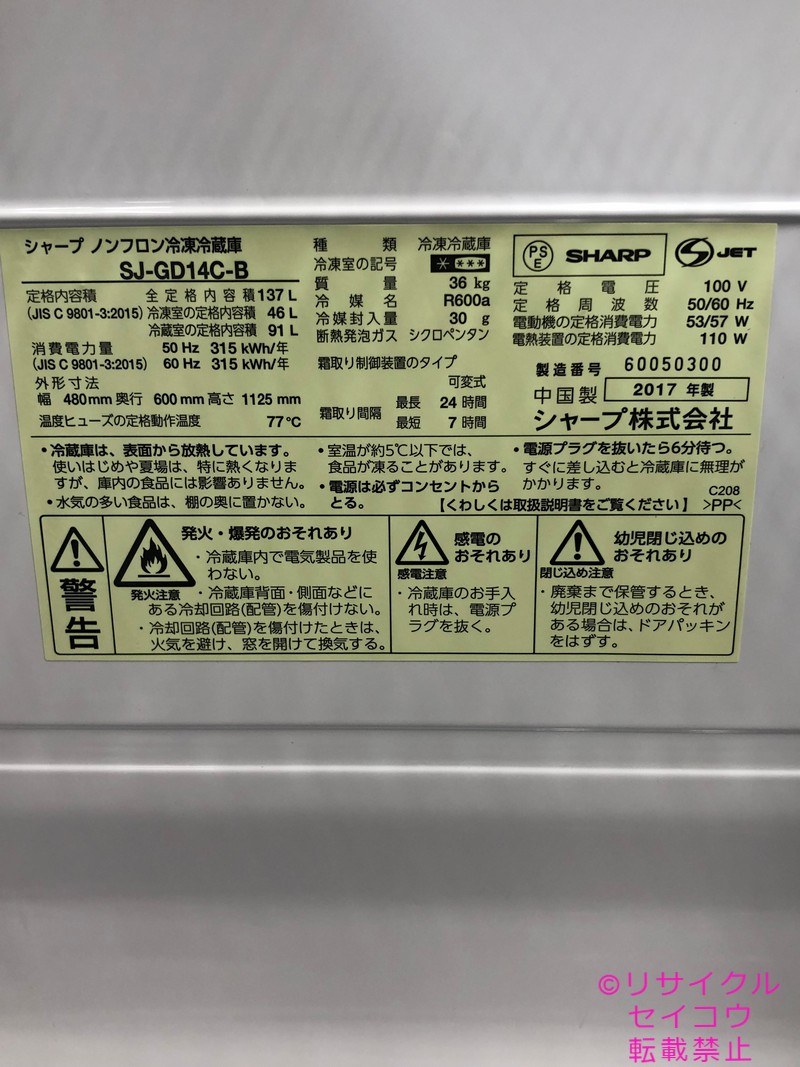 シャープ ノンフロン冷凍冷蔵庫
SJ-GD14C-B
定格内容積 全定格内容積 137 L
(JIS C 9801-3:2015) 冷凍室の定格内容積 46 L
冷蔵室の定格内容積 91 L
消費電力量 50 Hz 315 kWh/年
(JIS C 9801-3:2015) 60 Hz 315 kWh/年
外形寸法
幅 480mm 奥行 600 mm 高さ 1125 mm
温度ヒューズの定格動作温度 77℃
種類 冷凍冷蔵庫
冷凍室の記号 * ***
質量 36 kg
冷媒名 R600a
冷媒封入量 30 g
断熱発泡ガス シクロペンタン
霜取り制御装置のタイプ
可変式
霜取り間隔 最長 24 時間
最短 7 時間
PS
E
SHARP
S JET
定格電圧 100 V
定格周波数 50/60 Hz
電動機の定格消費電力 53/57 W
電熱装置の定格消費電力 110 W
製造番号 60050300
中国製 2017 年製
シャープ株式会社
・冷蔵庫は、表面から放熱しています。
使いはじめや夏場は、特に熱くなりま
すが、庫内の食品には影響ありません。
・水気の多い食品は、棚の奥に置かない。
・室温が約5℃以下では、
食品が凍ることがあります。
・電源は必ずコンセントから
とる。
・電源プラグを抜いたら6分待つ。
すぐに差し込むと冷蔵庫に無理が
かかります。
C208
【くわしくは取扱説明書をご覧ください】 >PP<
警告
発火・爆発のおそれあり
発火注意
・冷蔵庫内で電気製品を使
わない。
・冷蔵庫背面・側面などに
ある冷却回路(配管)を傷付けない。
・冷却回路(配管)を傷付けたときは、
火気を避け、窓を開けて換気する。
感電の
おそれあり
感電注意
・冷蔵庫のお手入
れ時は、電源プ
ラグを抜く。
幼児閉じ込めの
おそれあり
閉じ込め注意
・廃棄まで保管するとき、
幼児閉じ込めのおそれが
ある場合は、ドアパッキン
をはずす。
©リサイクル
セイコウ
転載禁止